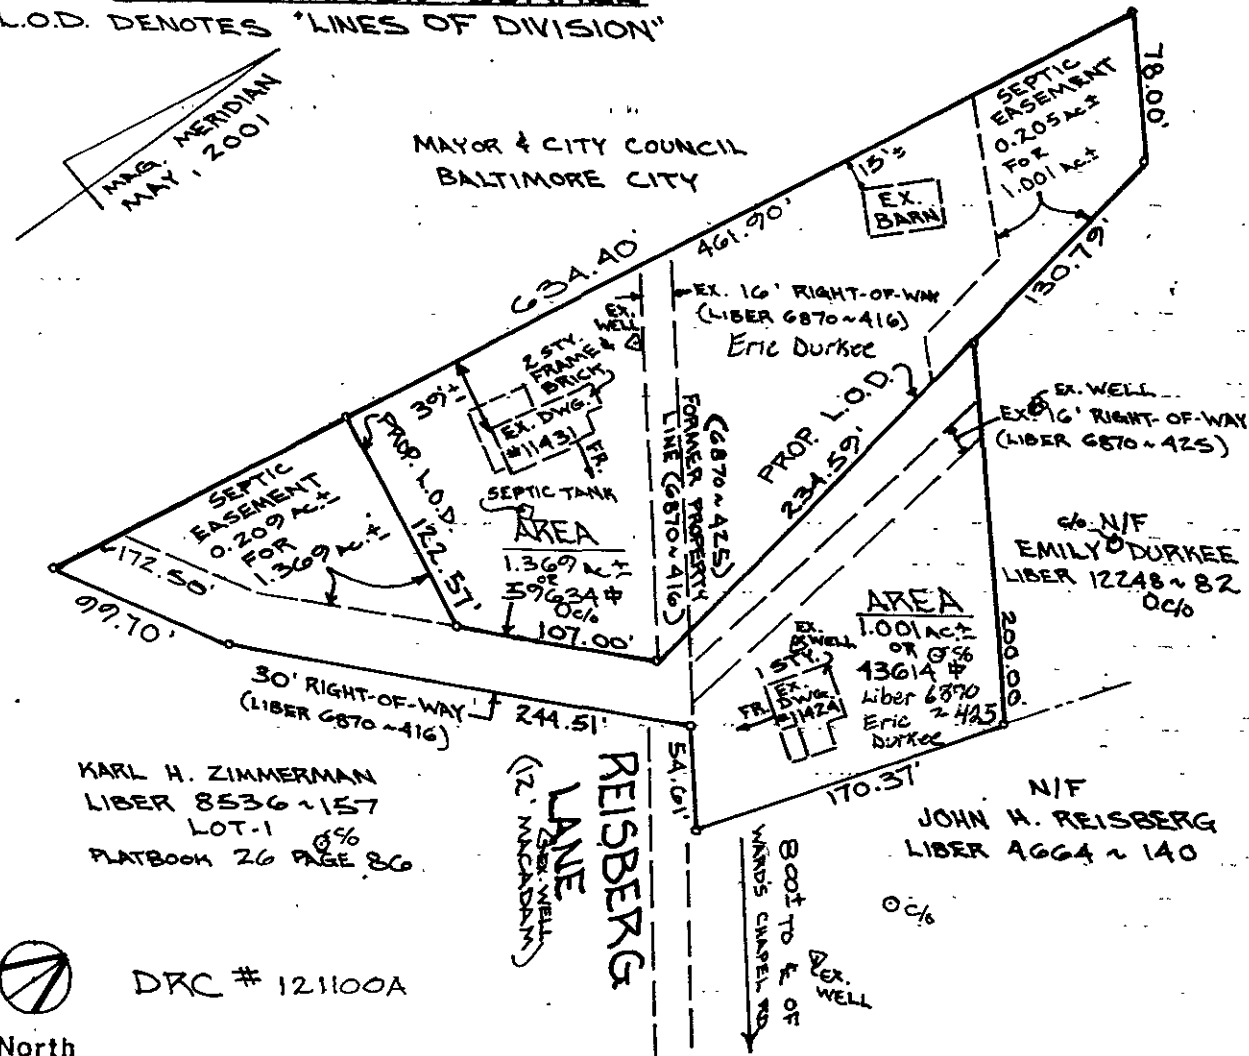 L.O.D. DENOTES "LINES OF DIVISION"
MAG. MERIDIAN
MAY, 2001
MAYOR & CITY COUNCIL
BALTIMORE CITY
SEPTIC
EASEMENT
0.205 AC.±
FOR
1.001 AC.±
78.00'
15'±
EX.
BARN
634.40'
461.90'
130.79'
EX. 16' RIGHT-OF-WAY
(LIBER 6870~416)
Eric Durkee
EX.
WELL
2 STY.
FRAME &
BRICK
EX. DWG.
#11431
FR.
39'±
PROP. L.O.D.
122.57'
SEPTIC TANK
AREA
1.369 AC.±
OR
59634
c/o
107.00'
FORMER PROPERTY
LINE (6870~416)
(6870~425)
PROP. L.O.D.
234.59'
EX. WELL
EX. 16' RIGHT-OF-WAY
(LIBER 6870~425)
SEPTIC
EASEMENT
0.209 AC.±
FOR
1.369 AC.±
172.50'
99.70'
c/o N/F
EMILY DURKEE
LIBER 12248~82
c/o
AREA
1.001 AC.±
OR
43614
Liber 6870
~425
Eric
Durkee
200.00'
EX.
WELL
1 STY.
EX.
DWG.
#11424
FR.
30' RIGHT-OF-WAY
(LIBER 6870~416)
244.51'
54.61'
170.37'
KARL H. ZIMMERMAN
LIBER 8536~157
LOT-1
c/o
PLATBOOK 26 PAGE 86
REISBERG
LANE
(12' MACADAM)
EX. WELL
N/F
JOHN H. REISBERG
LIBER 4664~140
c/o
800'± TO ℄ OF
WARDS CHAPEL RD
EX.
WELL
DRC # 121100A
North